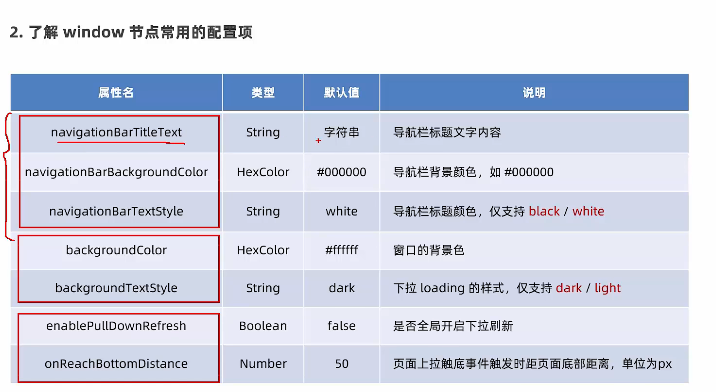 2. 了解 window 节点常用的配置项
属性名 类型 默认值 说明
navigationBarTitleText String 字符串 导航栏标题文字内容
navigationBarBackgroundColor HexColor #000000 导航栏背景颜色，如 #000000
navigationBarTextStyle String white 导航栏标题颜色，仅支持 black / white
backgroundColor HexColor #ffffff 窗口的背景色
backgroundTextStyle String dark 下拉 loading 的样式，仅支持 dark / light
enablePullDownRefresh Boolean false 是否全局开启下拉刷新
onReachBottomDistance Number 50 页面上拉触底事件触发时距页面底部距离，单位为px